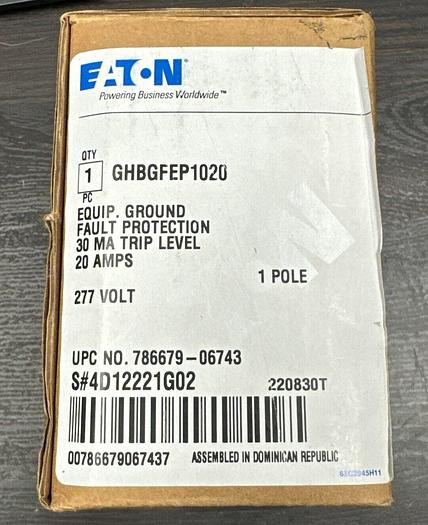 EATON
Powering Business Worldwide™
QTY
1 GHBGFEP1020
PC
EQUIP. GROUND
FAULT PROTECTION
30 MA TRIP LEVEL
20 AMPS
1 POLE
277 VOLT
UPC NO. 786679-06743
S#4D12221G02 220830T
00786679067437 ASSEMBLED IN DOMINICAN REPUBLIC